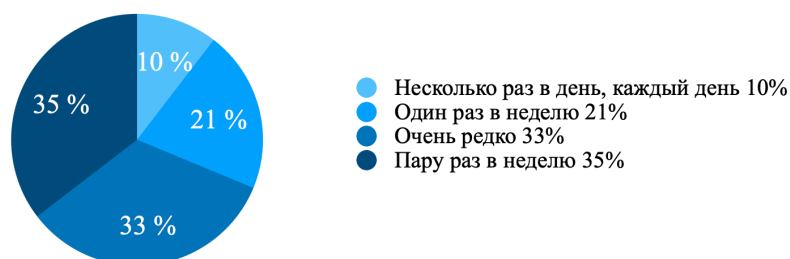 10 %
21 %
33 %
35 %
Несколько раз в день, каждый день 10%
Один раз в неделю 21%
Очень редко 33%
Пару раз в неделю 35%